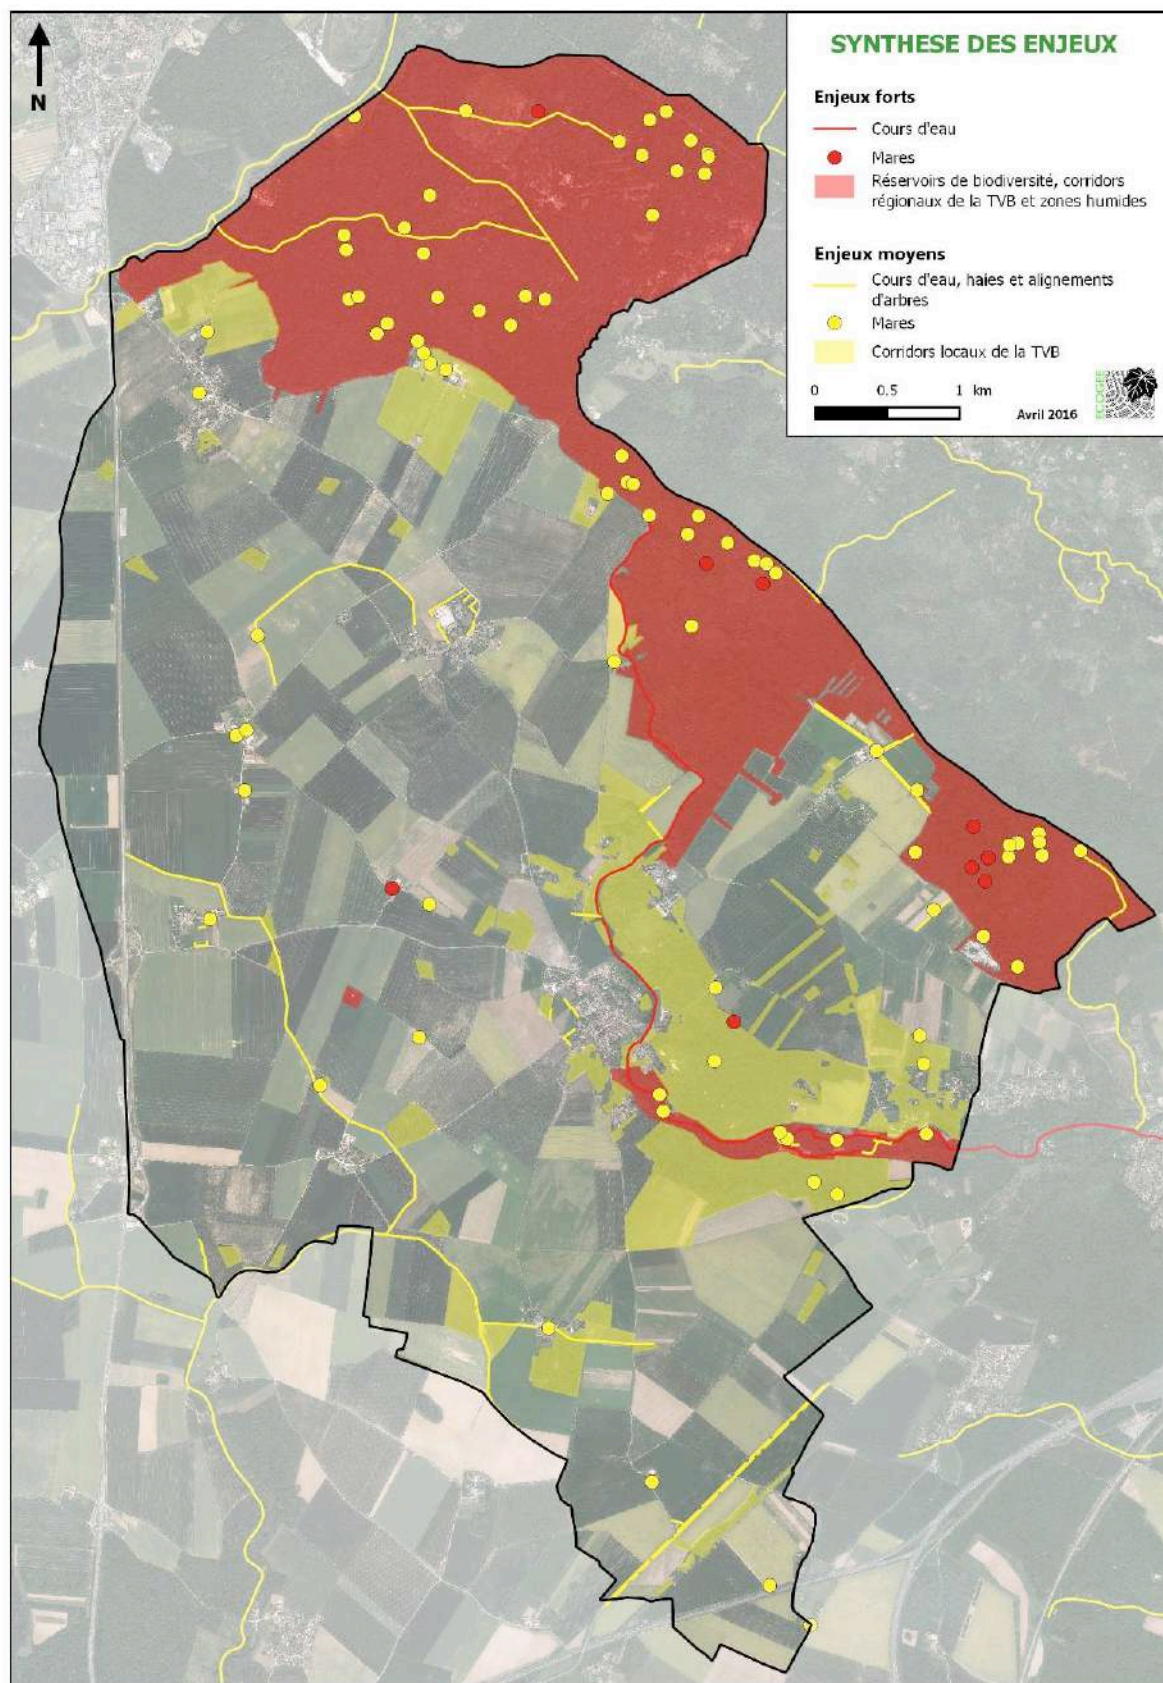 N
SYNTHESE DES ENJEUX
Enjeux forts
Cours d'eau
Mares
Réservoirs de biodiversité, corridors
régionaux de la TVB et zones humides
Enjeux moyens
Cours d'eau, haies et alignements
d'arbres
Mares
Corridors locaux de la TVB
0 0.5 1 km
Avril 2016
ECOGEE